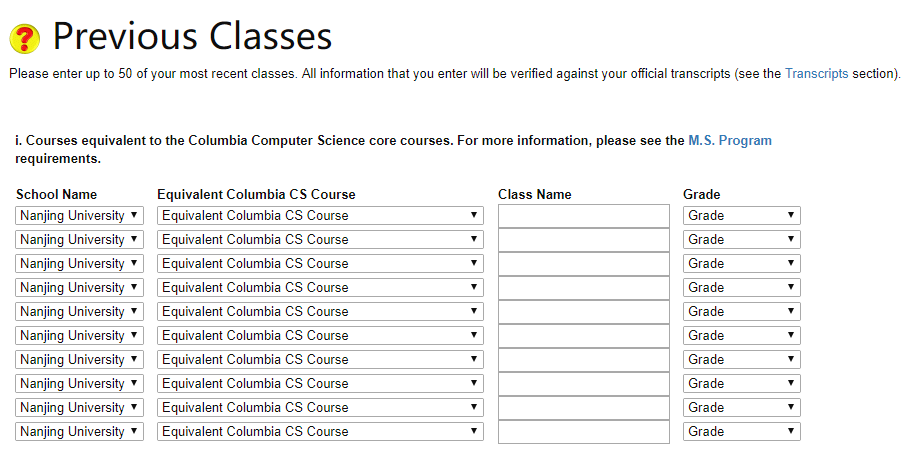 Previous Classes
Please enter up to 50 of your most recent classes. All information that you enter will be verified against your official transcripts (see the Transcripts section).
i. Courses equivalent to the Columbia Computer Science core courses. For more information, please see the M.S. Program
requirements.
School Name Equivalent Columbia CS Course Class Name Grade
Nanjing University Equivalent Columbia CS Course Grade
Nanjing University Equivalent Columbia CS Course Grade
Nanjing University Equivalent Columbia CS Course Grade
Nanjing University Equivalent Columbia CS Course Grade
Nanjing University Equivalent Columbia CS Course Grade
Nanjing University Equivalent Columbia CS Course Grade
Nanjing University Equivalent Columbia CS Course Grade
Nanjing University Equivalent Columbia CS Course Grade
Nanjing University Equivalent Columbia CS Course Grade
Nanjing University Equivalent Columbia CS Course Grade